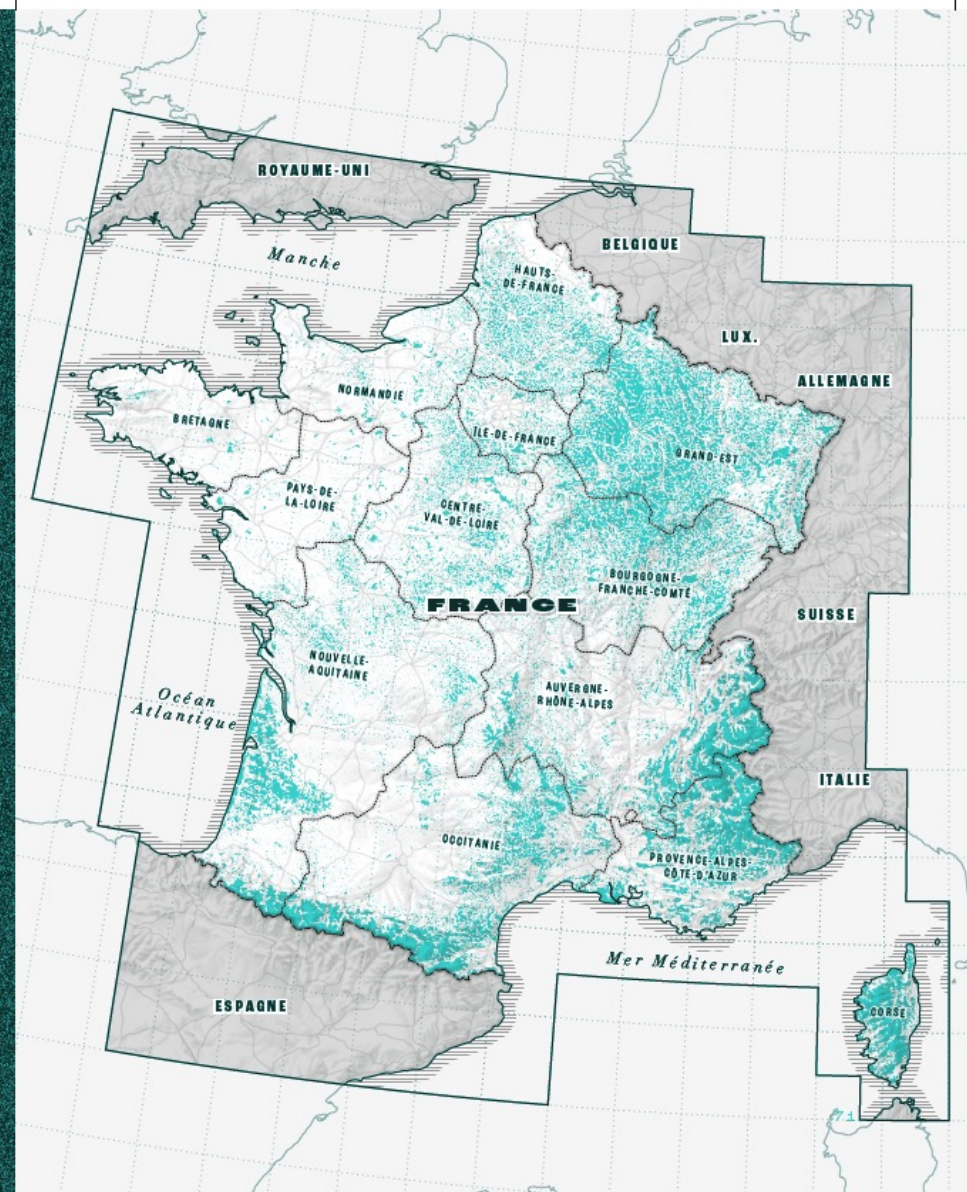 ROYAUME-UNI
BELGIQUE
Manche
HAUTS-
DE-FRANCE
LUX.
ALLEMAGNE
NORMANDIE
BRETAGNE
ÎLE-DE-FRANCE
GRAND-EST
PAYS-DE-
LA-LOIRE
CENTRE-
VAL-DE-LOIRE
BOURGOGNE-
FRANCHE-COMTÉ
FRANCE
SUISSE
NOUVELLE-
AQUITAINE
AUVERGNE-
RHÔNE-ALPES
Océan
Atlantique
ITALIE
OCCITANIE
PROVENCE-ALPES-
CÔTE-D'AZUR
Mer Méditerranée
ESPAGNE
CORSE
71